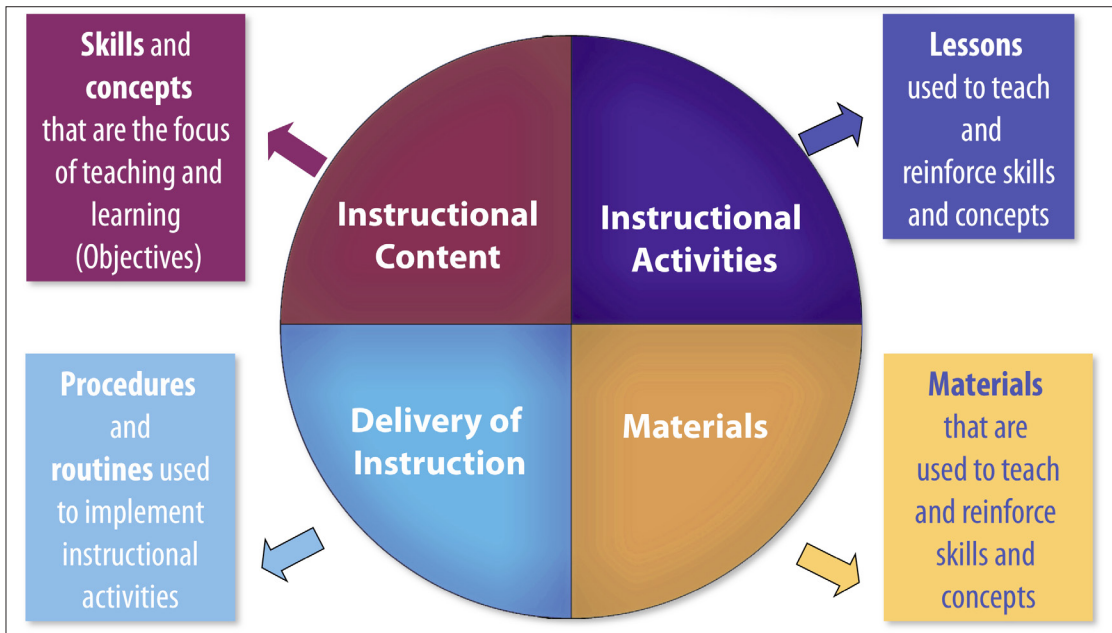 Skills and
concepts
that are the focus
of teaching and
learning
(Objectives)
Instructional
Content
Instructional
Activities
Lessons
used to teach
and
reinforce skills
and concepts
Procedures
and
routines used
to implement
instructional
activities
Delivery of
Instruction
Materials
Materials
that are
used to teach
and reinforce
skills and
concepts